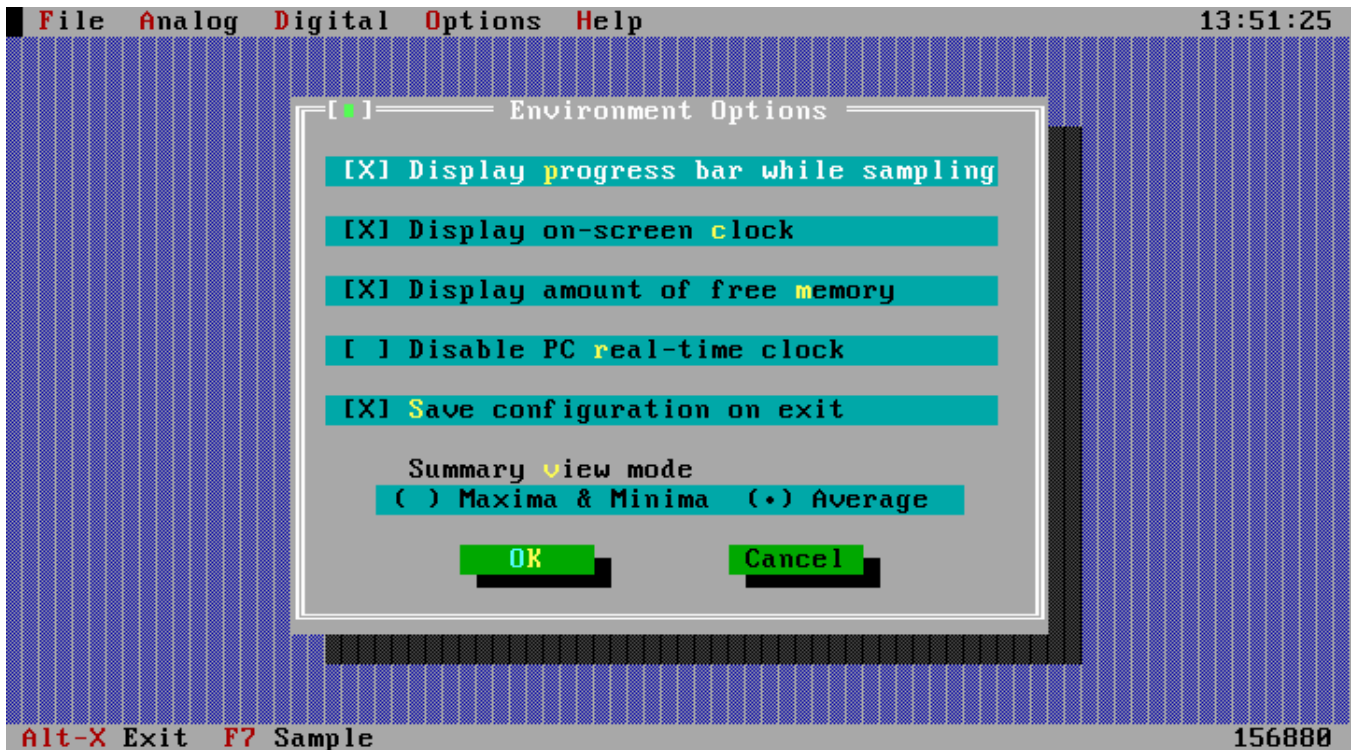 File Analog Digital Options Help 13:51:25
[■] Environment Options
[X] Display progress bar while sampling
[X] Display on-screen clock
[X] Display amount of free memory
[ ] Disable PC real-time clock
[X] Save configuration on exit
Summary view mode
( ) Maxima & Minima (•) Average
OK Cancel
Alt-X Exit F7 Sample 156880